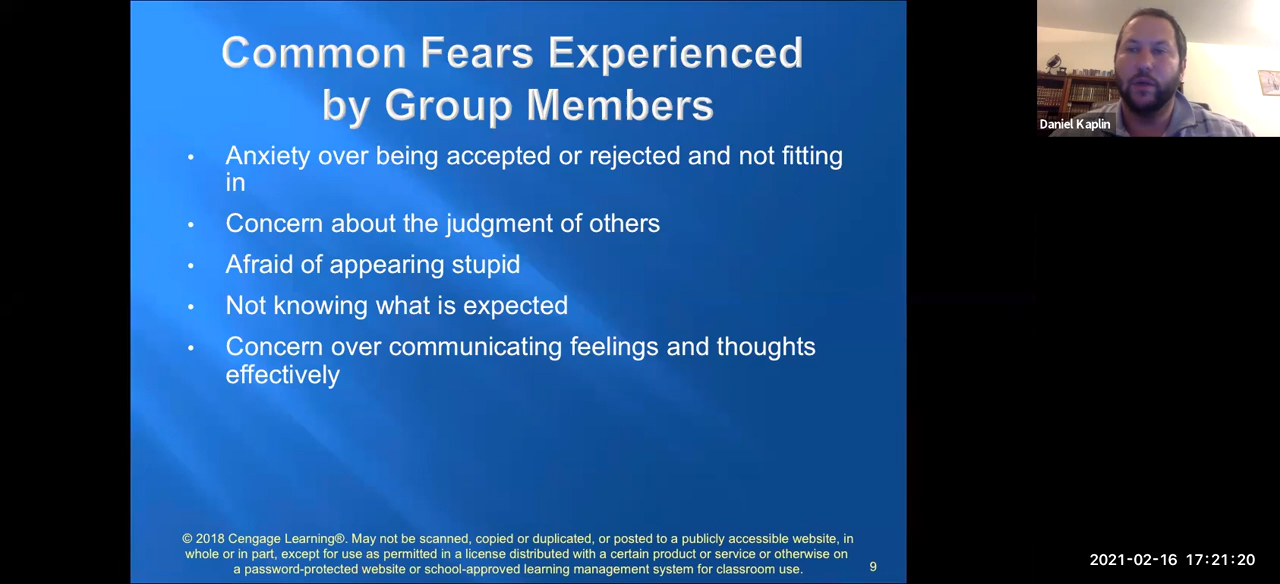 Common Fears Experienced
by Group Members
• Anxiety over being accepted or rejected and not fitting
in
• Concern about the judgment of others
• Afraid of appearing stupid
• Not knowing what is expected
• Concern over communicating feelings and thoughts
effectively
© 2018 Cengage Learning®. May not be scanned, copied or duplicated, or posted to a publicly accessible website, in
whole or in part, except for use as permitted in a license distributed with a certain product or service or otherwise on
a password-protected website or school-approved learning management system for classroom use.
9
Daniel Kaplin
2021-02-16 17:21:20